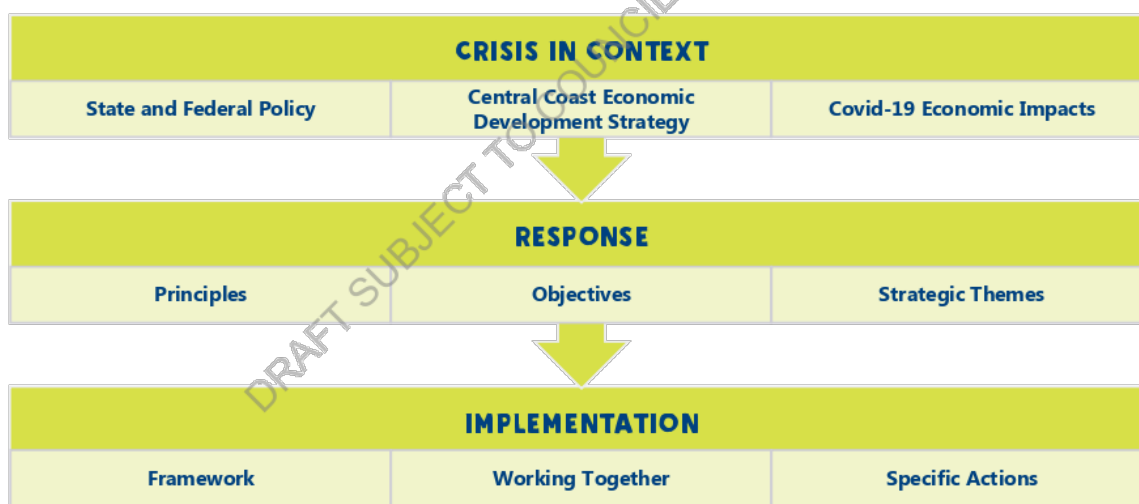 CRISIS IN CONTEXT
State and Federal Policy
Central Coast Economic
Development Strategy
Covid-19 Economic Impacts
RESPONSE
Principles
Objectives
Strategic Themes
IMPLEMENTATION
Framework
Working Together
Specific Actions
DRAFT SUBJECT TO